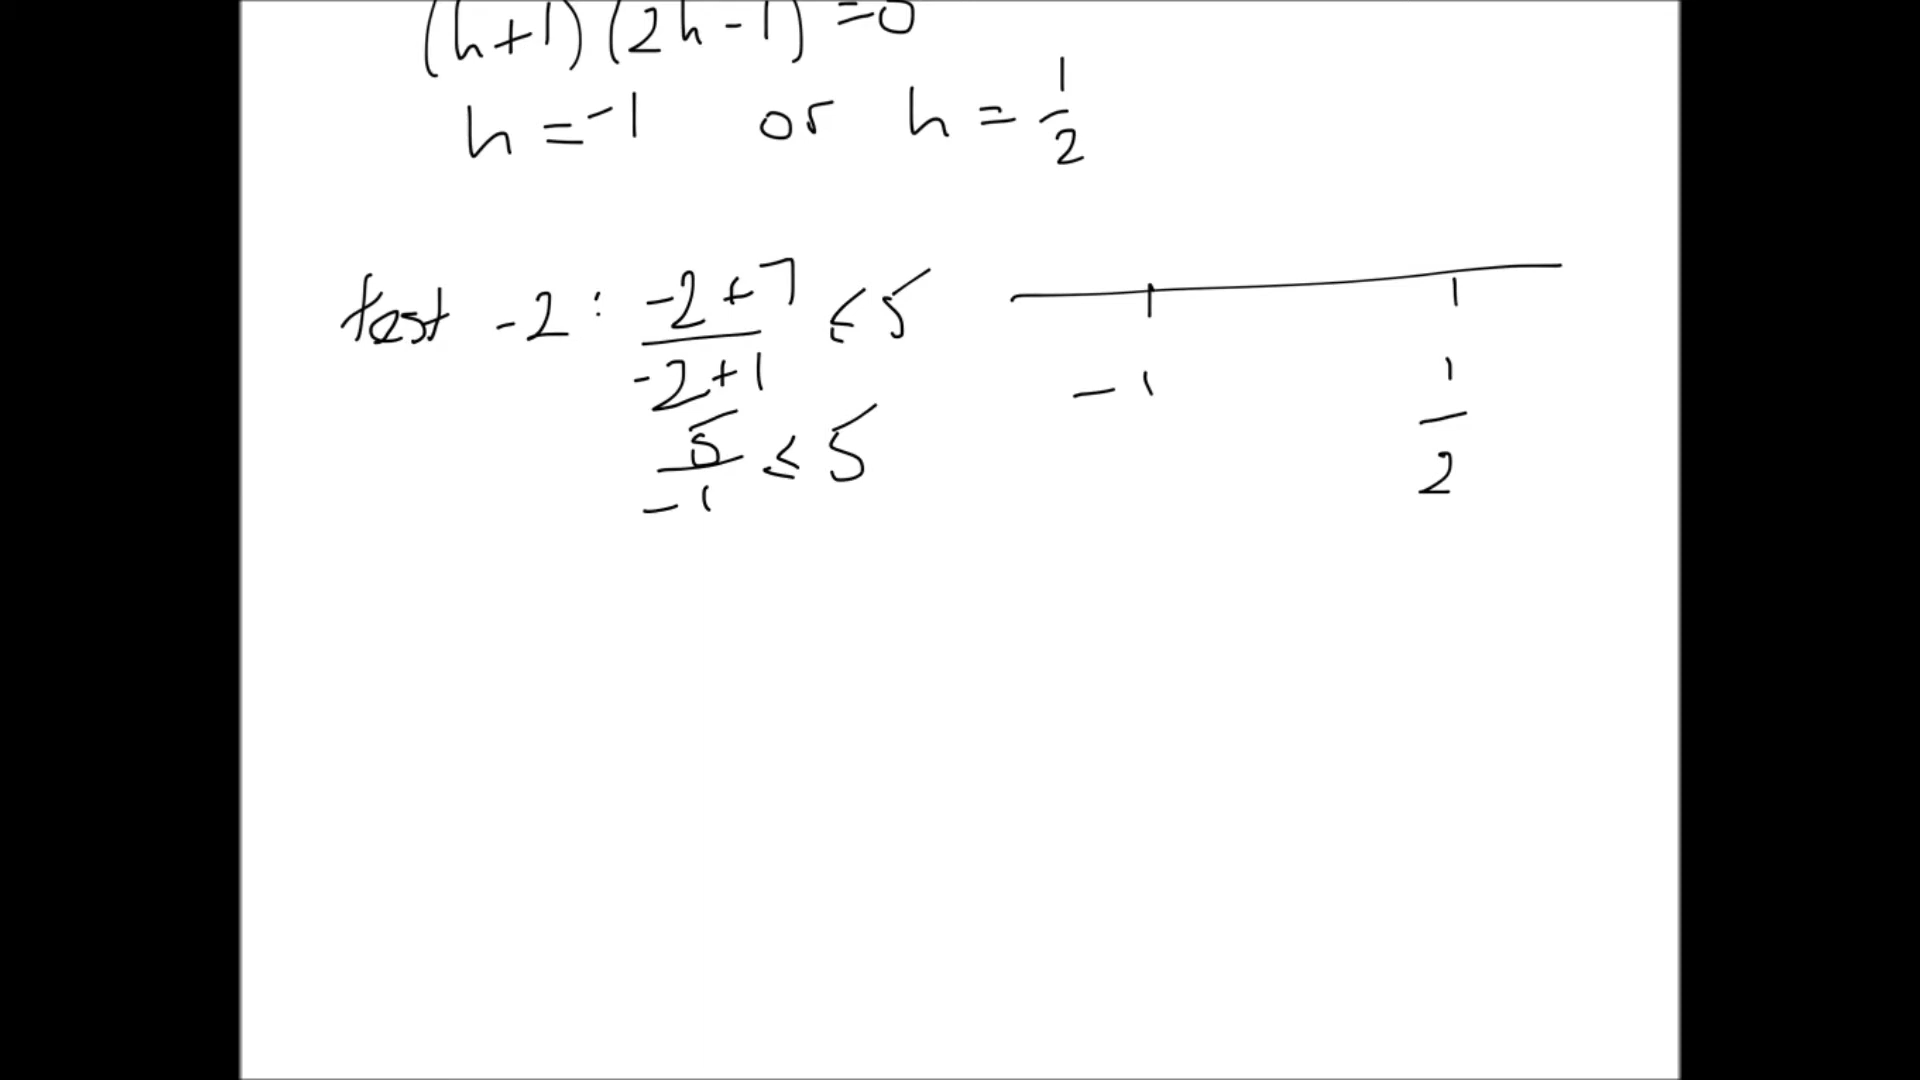 (h+1)(2h-1)=0
h=-1 or h=1/2
test -2: (-2+7)/(-2+1) ≤ 5
5/-1 ≤ 5
-1 1/2